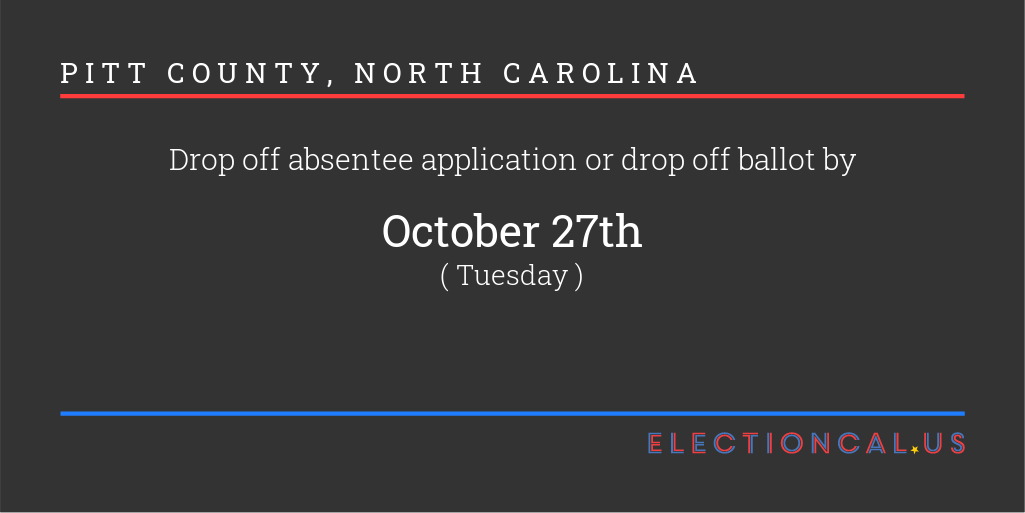 PITT COUNTY, NORTH CAROLINA
Drop off absentee application or drop off ballot by
October 27th
( Tuesday )
ELECTIONCAL.US